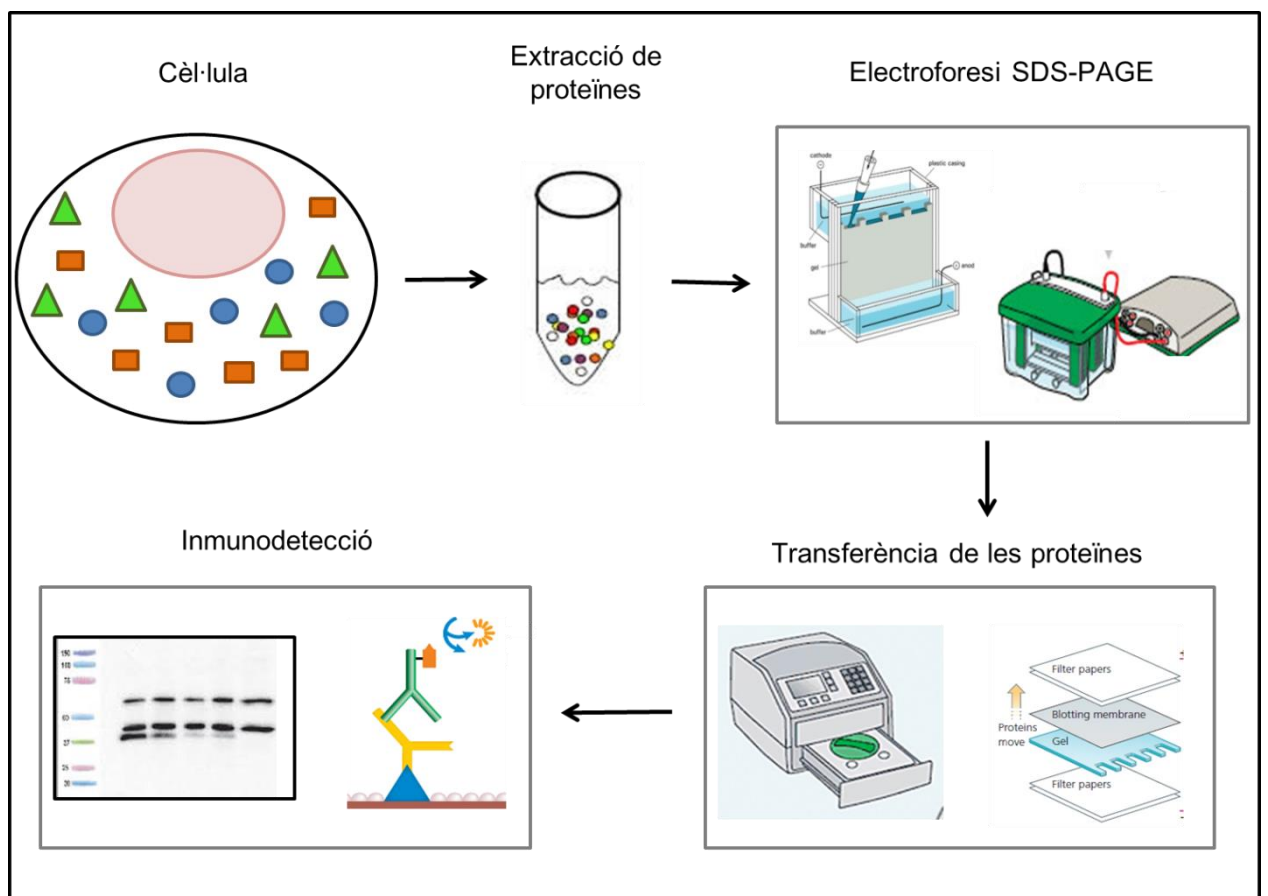 Cèl·lula
Extracció de
proteïnes
Electroforesi SDS-PAGE
cathode
plastic casing
buffer
gel
anod
buffer
Transferència de les proteïnes
Filter papers
Blotting membrane
Proteins
move
Gel
Filter papers
Inmunodetecció
150
100
75
50
37
25
20